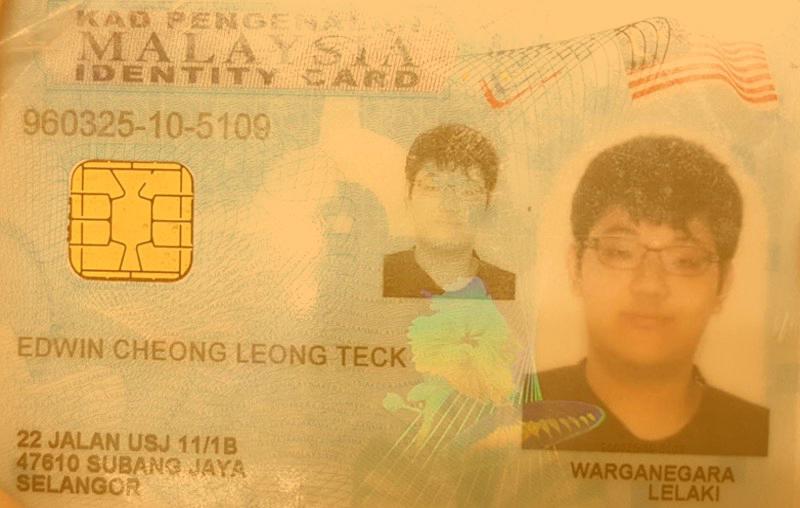 KAD PENGENALAN
MALAYSIA
IDENTITY CARD
960325-10-5109
EDWIN CHEONG LEONG TECK
22 JALAN USJ 11/1B
47610 SUBANG JAYA
SELANGOR
WARGANEGARA
LELAKI